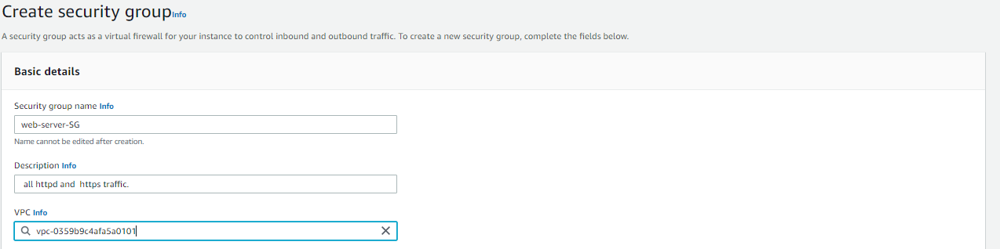 Create security group Info
A security group acts as a virtual firewall for your instance to control inbound and outbound traffic. To create a new security group, complete the fields below.
Basic details
Security group name Info
web-server-SG
Name cannot be edited after creation.
Description Info
all httpd and https traffic.
VPC Info
vpc-0359b9c4afa5a0101